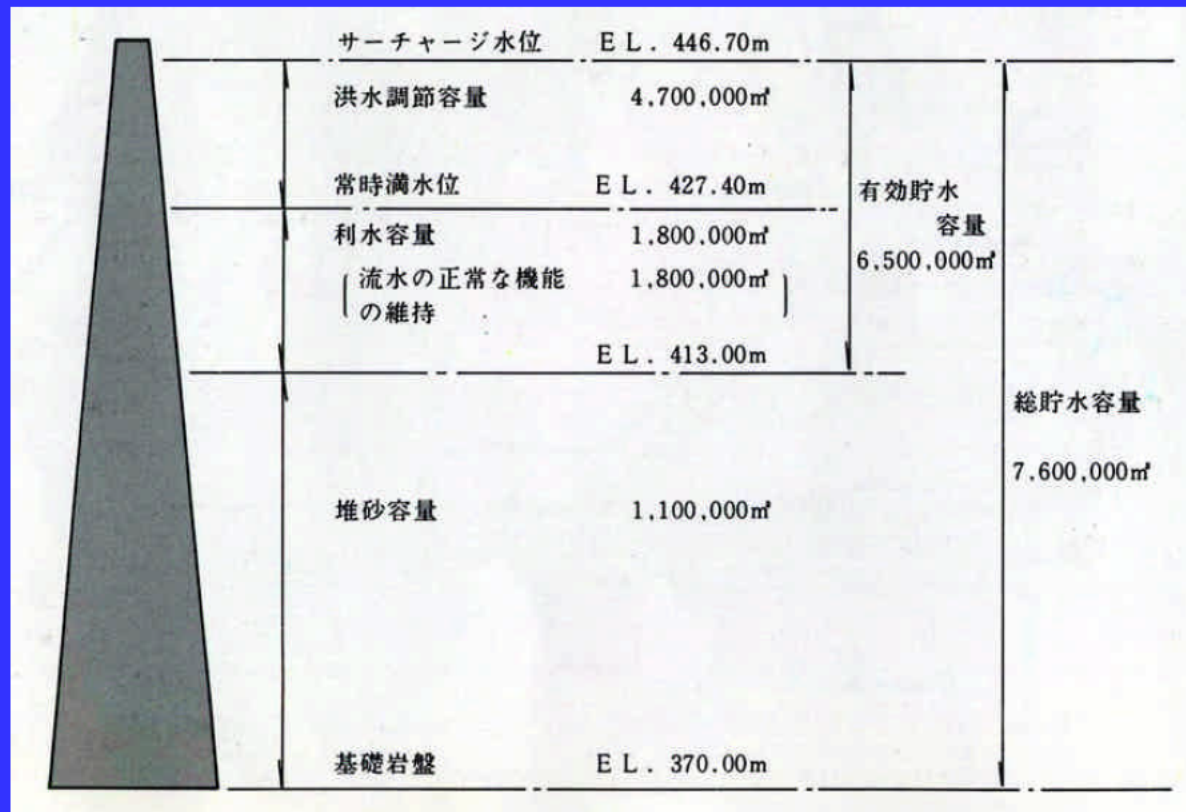 サーチャージ水位 EL. 446.70m
洪水調節容量 4,700,000㎥
常時満水位 EL. 427.40m
有効貯水
容量
6,500,000㎥
利水容量 1,800,000㎥
流水の正常な機能 1,800,000㎥
の維持
EL. 413.00m
総貯水容量
7.600,000㎥
堆砂容量 1,100,000㎥
基礎岩盤 EL. 370.00m